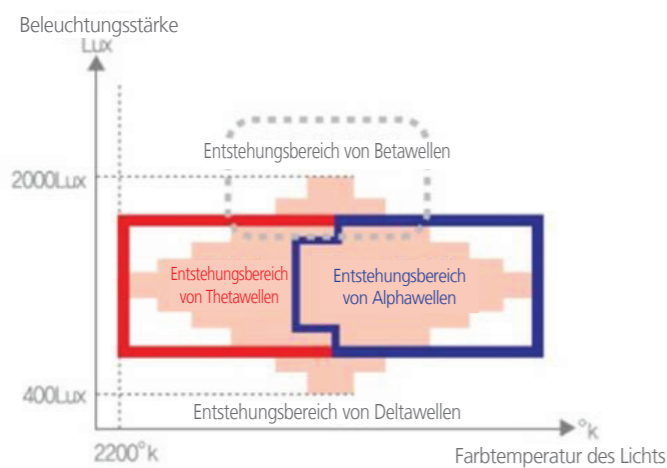 Beleuchtungsstärke
Lux
Entstehungsbereich von Betawellen
2000Lux
Entstehungsbereich
von Thetawellen
Entstehungsbereich
von Alphawellen
400Lux
Entstehungsbereich von Deltawellen
°k
2200°k
Farbtemperatur des Lichts